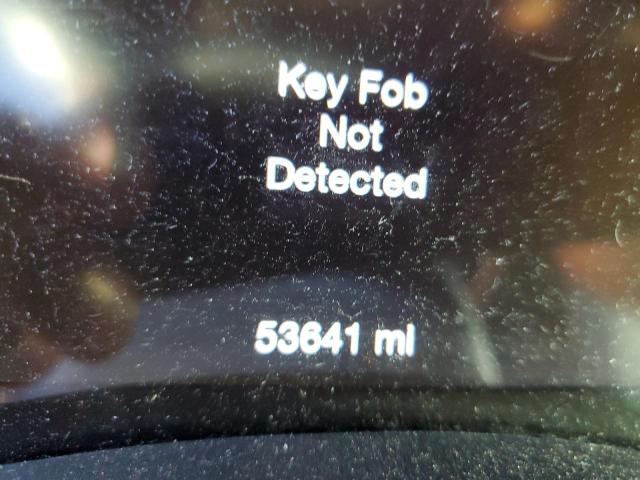 Key Fob
Not
Detected
53641 mi